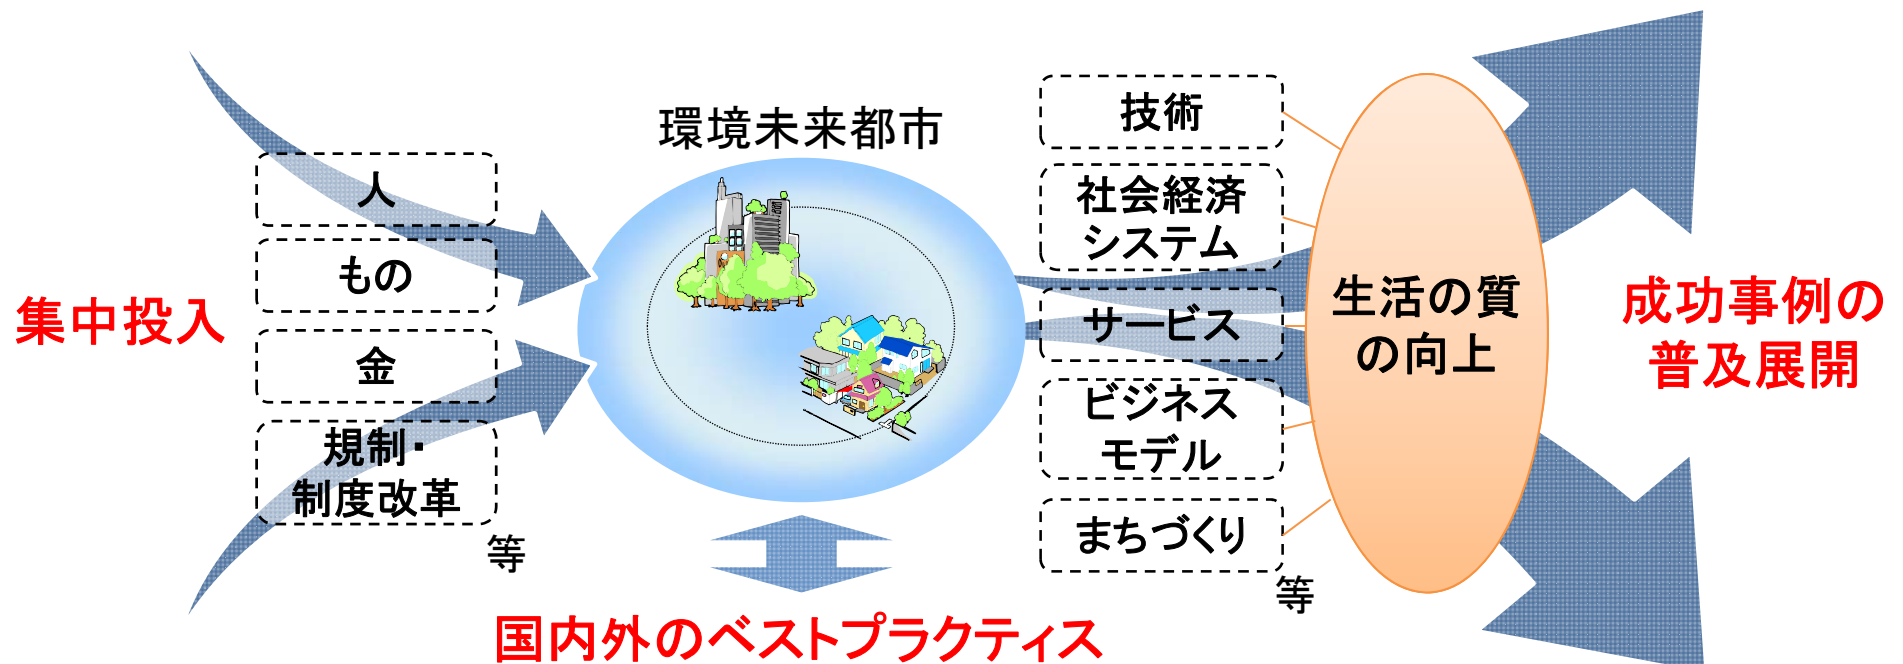 集中投入
人
もの
金
規制・
制度改革
等
環境未来都市
国内外のベストプラクティス
技術
社会経済
システム
サービス
ビジネス
モデル
まちづくり
等
生活の質
の向上
成功事例の
普及展開